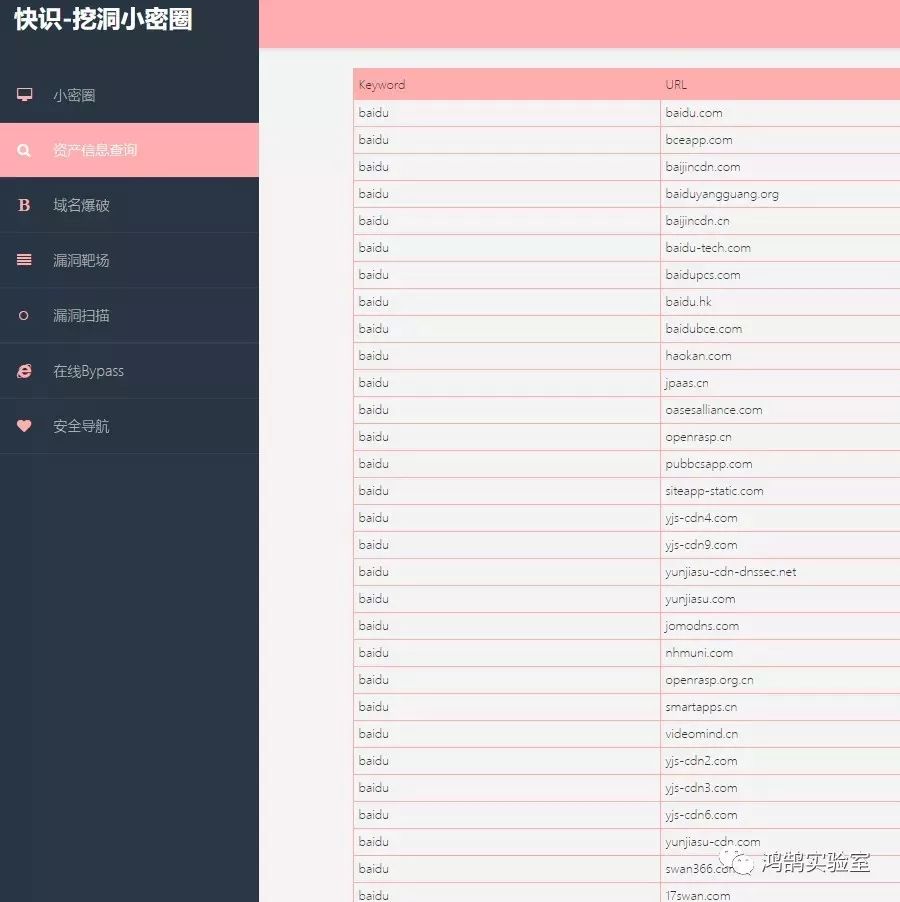 快识-挖洞小密圈
小密圈
资产信息查询
域名爆破
漏洞靶场
漏洞扫描
在线Bypass
安全导航
Keyword URL
baidu baidu.com
baidu bceapp.com
baidu baijincdn.com
baidu baiduyangguang.org
baidu baijincdn.cn
baidu baidu-tech.com
baidu baidupcs.com
baidu baidu.hk
baidu baidubce.com
baidu haokan.com
baidu jpaas.cn
baidu oasesalliance.com
baidu openrasp.cn
baidu pubbcsapp.com
baidu siteapp-static.com
baidu yjs-cdn4.com
baidu yjs-cdn9.com
baidu yunjiasu-cdn-dnssec.net
baidu yunjiasu.com
baidu jomodns.com
baidu nhmuni.com
baidu openrasp.org.cn
baidu smartapps.cn
baidu videomind.cn
baidu yjs-cdn2.com
baidu yjs-cdn3.com
baidu yjs-cdn6.com
baidu yunjiasu-cdn.com
baidu swan366.com
baidu 17swan.com
鸿鹄实验室